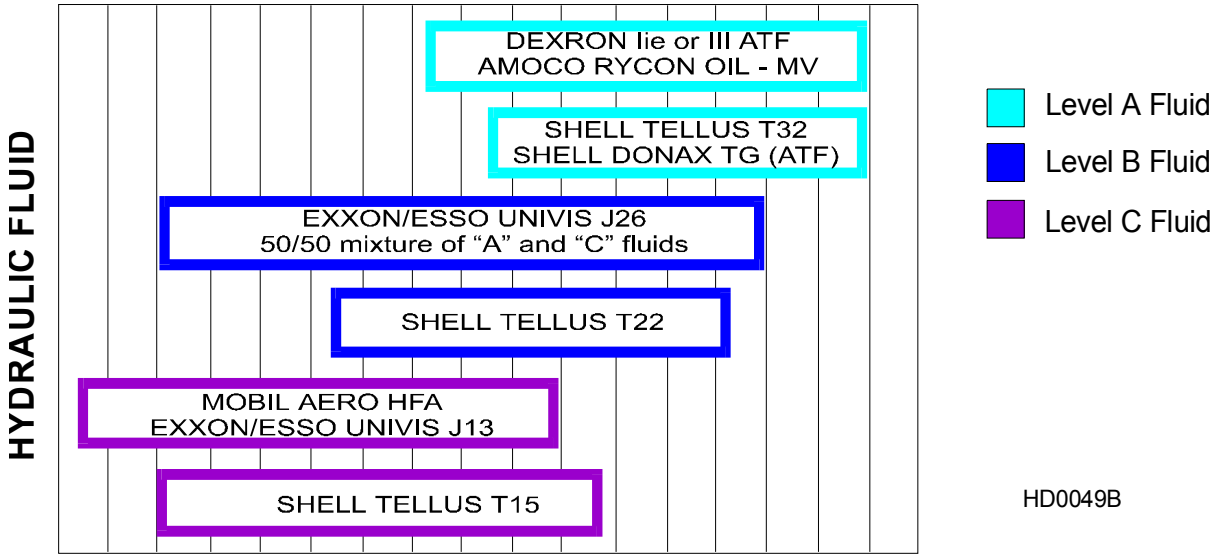 HYDRAULIC FLUID
DEXRON IIe or III ATF
AMOCO RYCON OIL - MV
SHELL TELLUS T32
SHELL DONAX TG (ATF)
EXXON/ESSO UNIVIS J26
50/50 mixture of “A” and “C” fluids
SHELL TELLUS T22
MOBIL AERO HFA
EXXON/ESSO UNIVIS J13
SHELL TELLUS T15
Level A Fluid
Level B Fluid
Level C Fluid
HD0049B